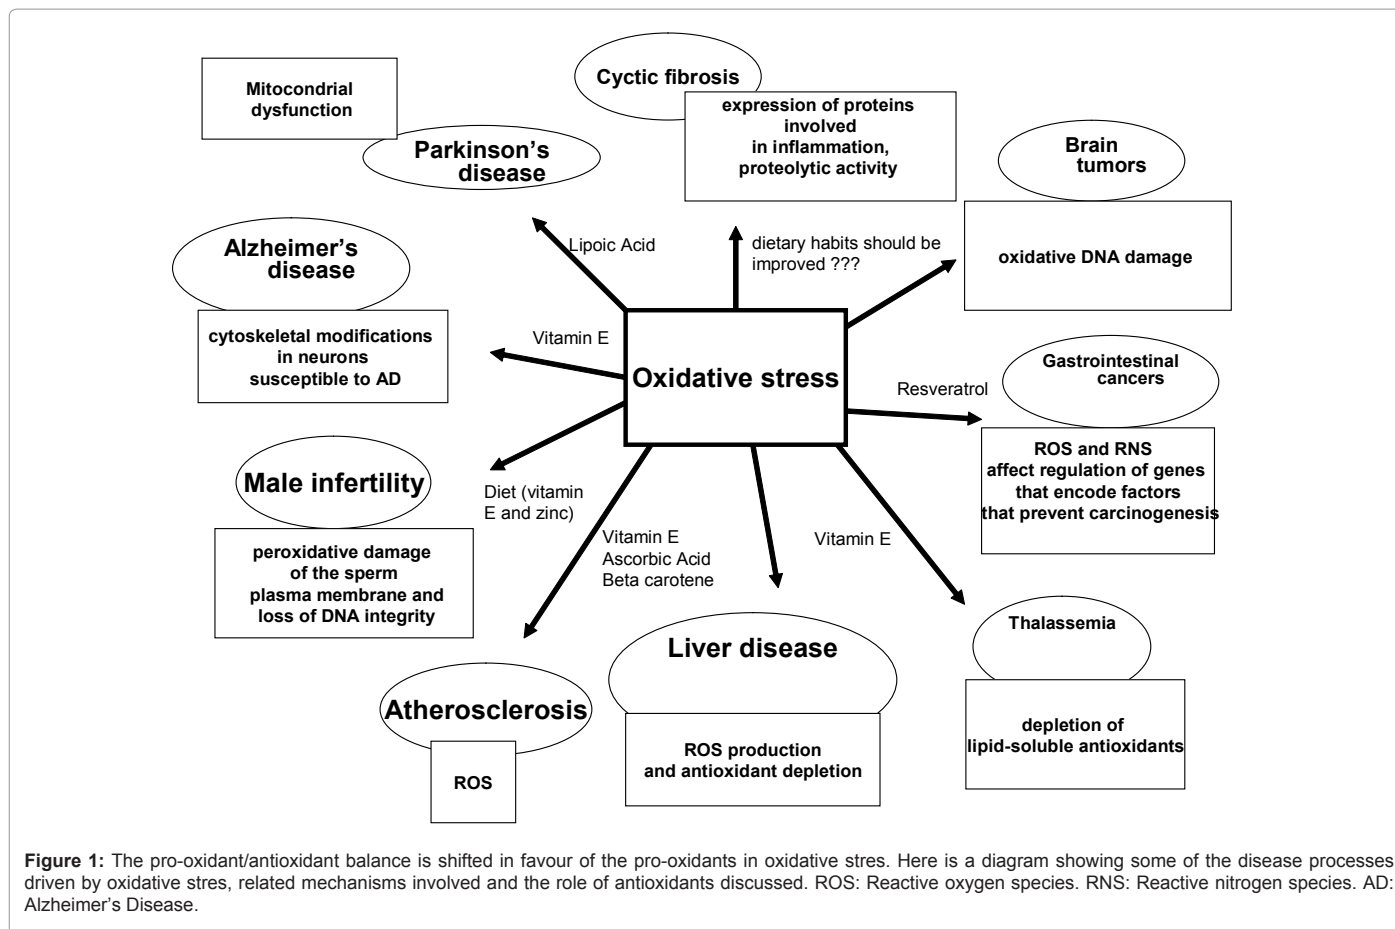 Cyctic fibrosis
Mitocondrial
dysfunction
expression of proteins
involved
in inflammation,
proteolytic activity
Parkinson's
disease
Brain
tumors
Alzheimer's
disease
Lipoic Acid
dietary habits should be
improved ???
oxidative DNA damage
cytoskeletal modifications
in neurons
susceptible to AD
Vitamin E
Oxidative stress
Resveratrol
Gastrointestinal
cancers
ROS and RNS
affect regulation of genes
that encode factors
that prevent carcinogenesis
Male infertility
Diet (vitamin
E and zinc)
peroxidative damage
of the sperm
plasma membrane and
loss of DNA integrity
Vitamin E
Ascorbic Acid
Beta carotene
Vitamin E
Thalassemia
Liver disease
depletion of
lipid-soluble antioxidants
Atherosclerosis
ROS
ROS production
and antioxidant depletion
Figure 1: The pro-oxidant/antioxidant balance is shifted in favour of the pro-oxidants in oxidative stres. Here is a diagram showing some of the disease processes
driven by oxidative stres, related mechanisms involved and the role of antioxidants discussed. ROS: Reactive oxygen species. RNS: Reactive nitrogen species. AD:
Alzheimer's Disease.